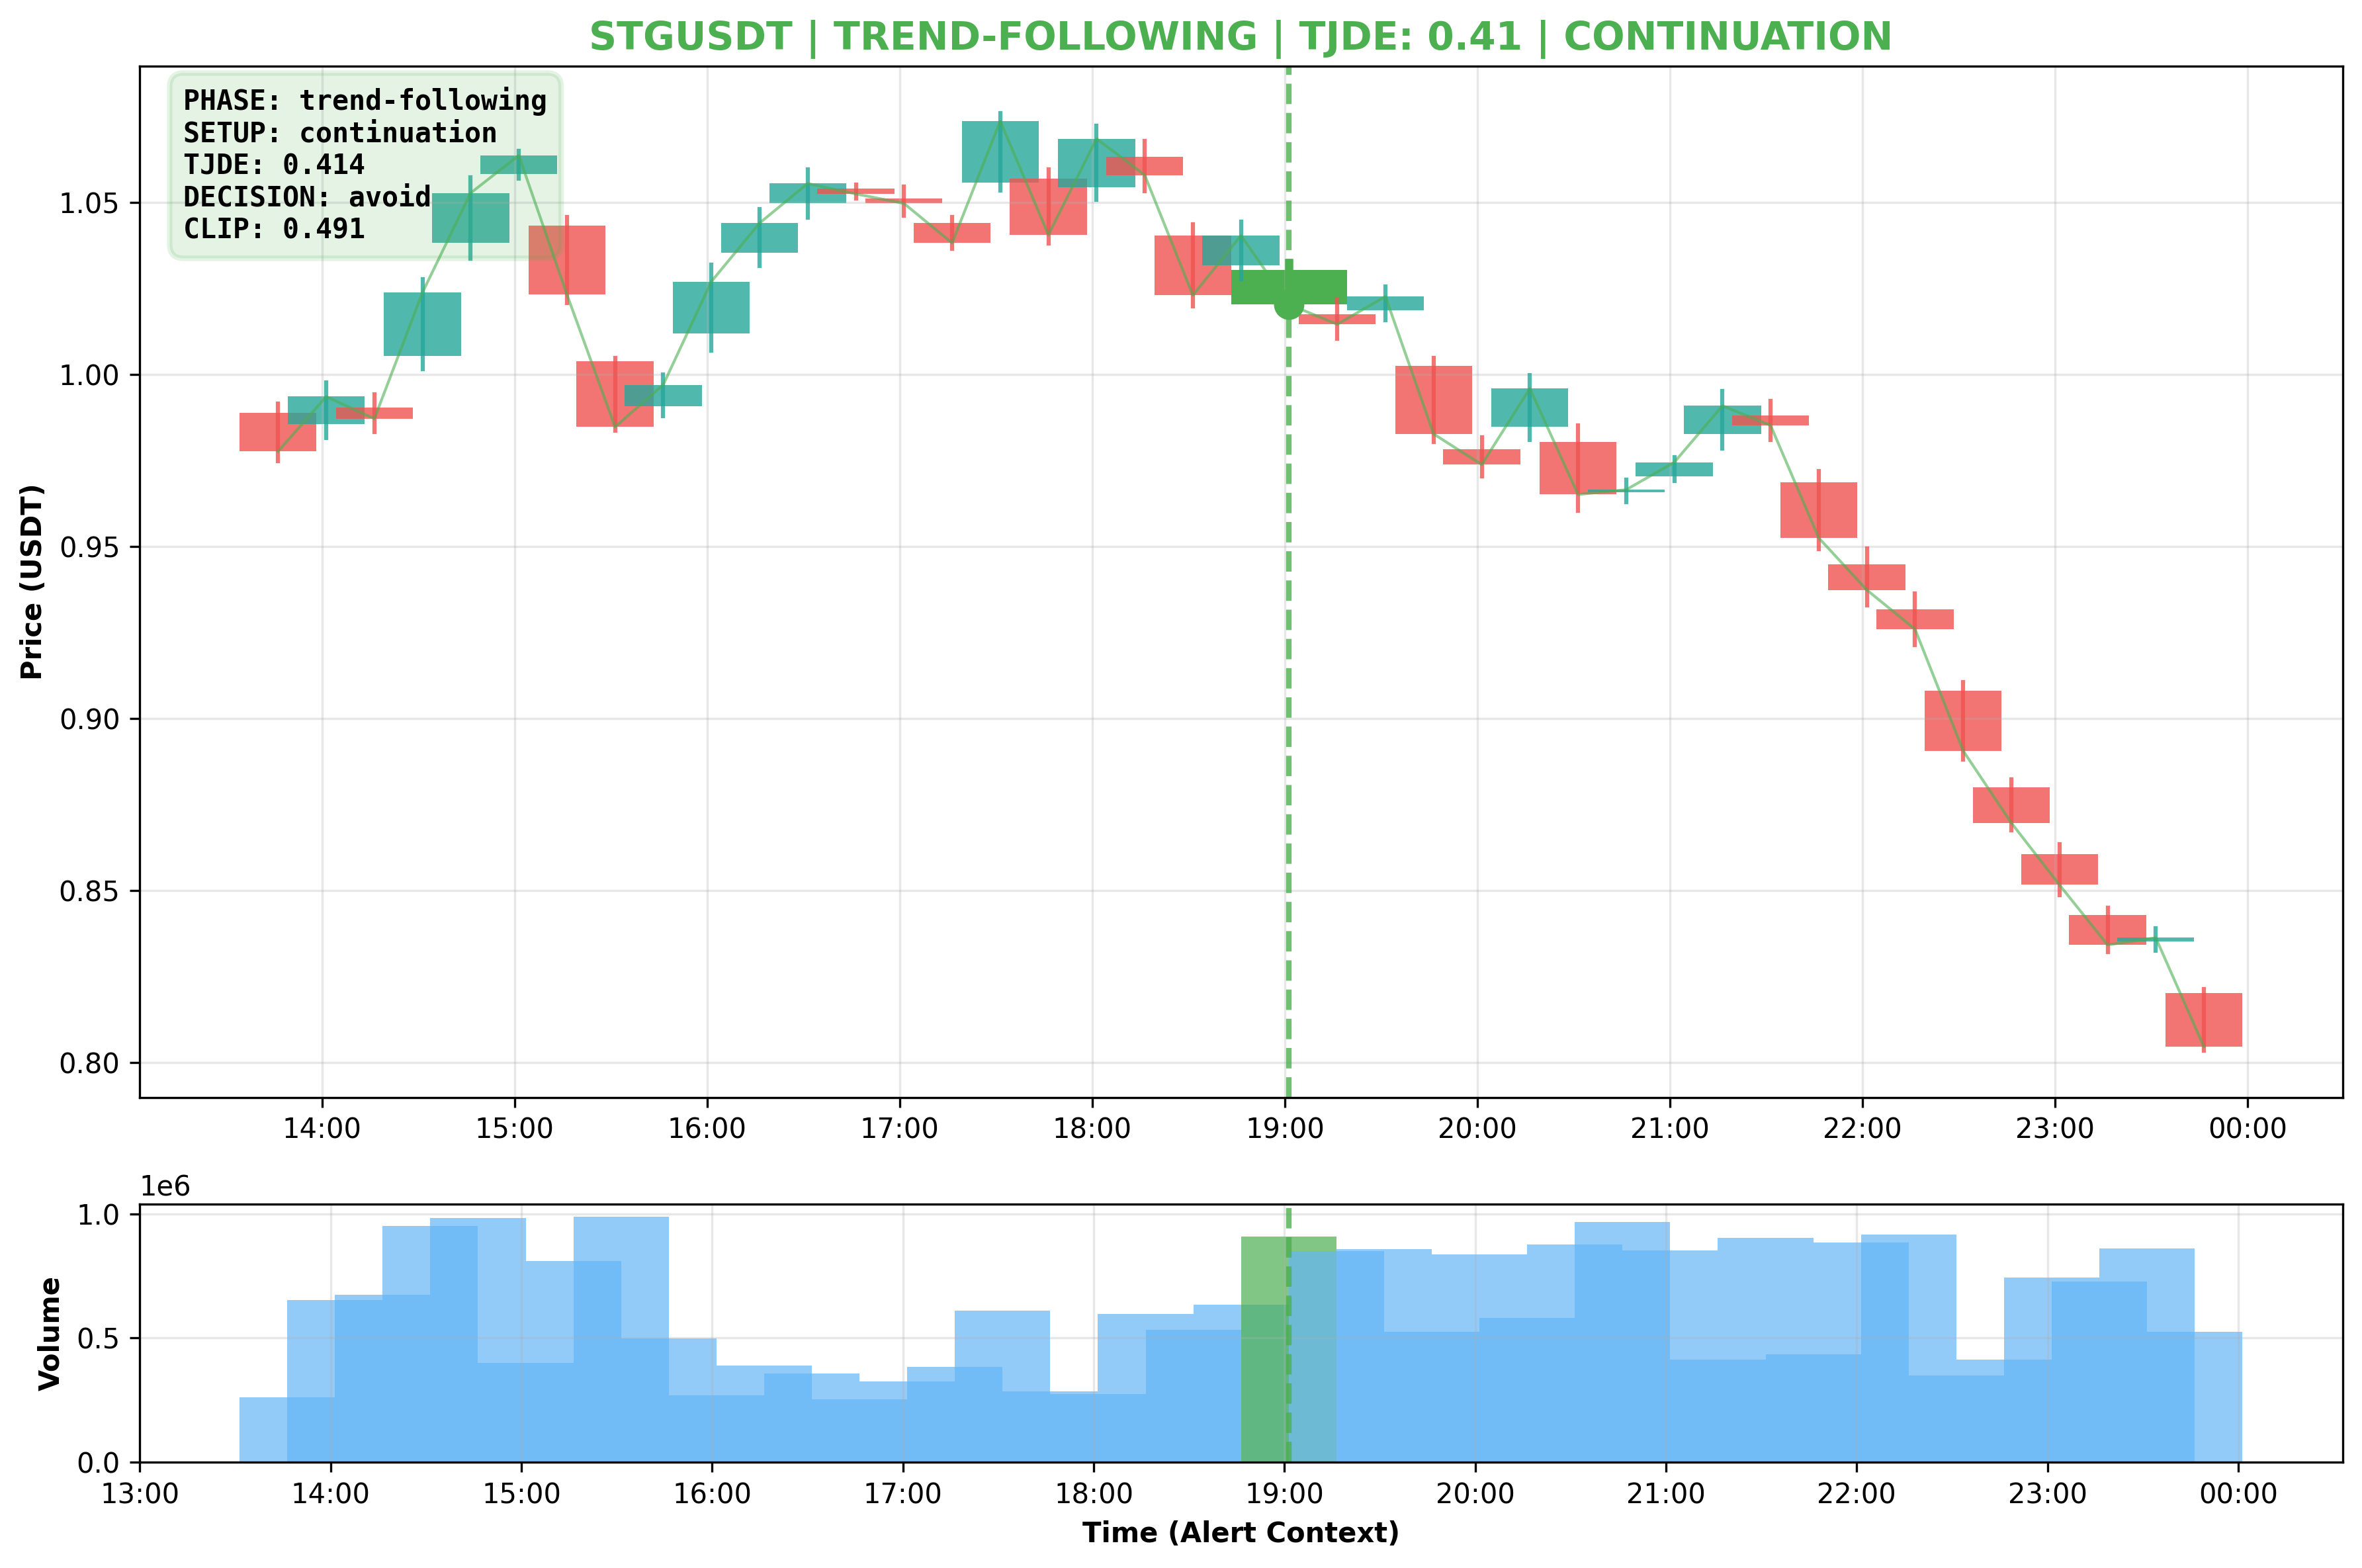 STGUSDT | TREND-FOLLOWING | TJDE: 0.41 | CONTINUATION
PHASE: trend-following
SETUP: continuation
TJDE: 0.414
DECISION: avoid
CLIP: 0.491
Price (USDT)
1.05
1.00
0.95
0.90
0.85
0.80
14:00 15:00 16:00 17:00 18:00 19:00 20:00 21:00 22:00 23:00 00:00
1e6
Volume
1.0
0.5
0.0
13:00 14:00 15:00 16:00 17:00 18:00 19:00 20:00 21:00 22:00 23:00 00:00
Time (Alert Context)